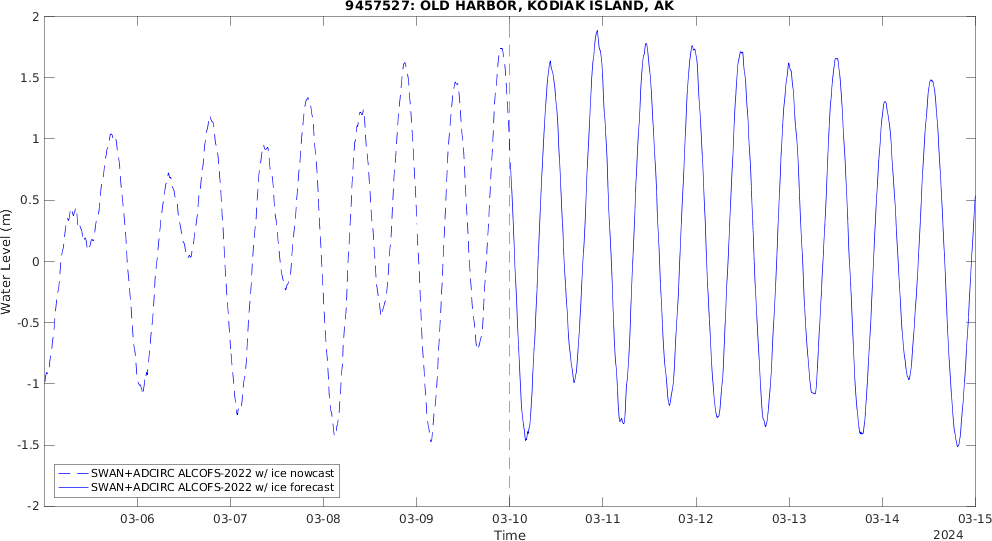 9457527: OLD HARBOR, KODIAK ISLAND, AK
2
1.5
1
0.5
0
-0.5
-1
-1.5
-2
Water Level (m)
SWAN+ADCIRC ALCOFS-2022 w/ ice nowcast
SWAN+ADCIRC ALCOFS-2022 w/ ice forecast
03-06 03-07 03-08 03-09 03-10 03-11 03-12 03-13 03-14 03-15
Time
2024